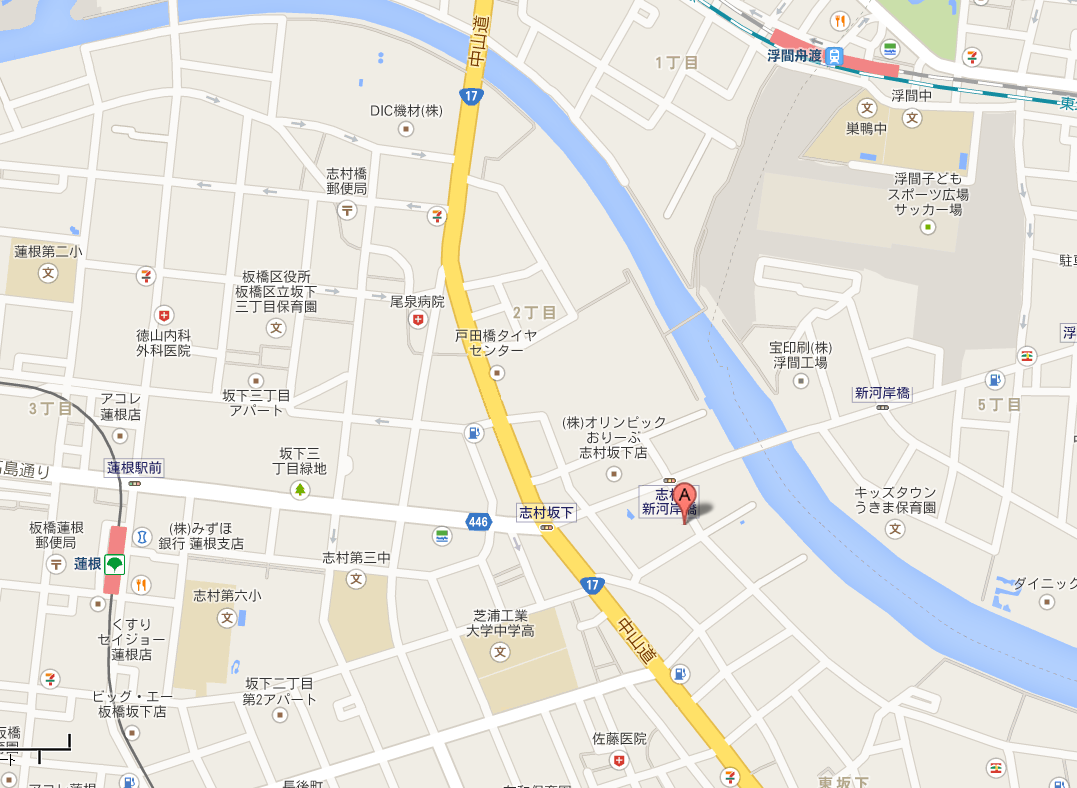 中山道
1丁目
浮間舟渡
17
DIC機材(株)
浮間中
巣鴨中
東
志村橋
郵便局
浮間子ども
スポーツ広場
サッカー場
蓮根第二小
板橋区役所
板橋区立坂下
三丁目保育園
尾泉病院
2丁目
徳山内科
外科医院
戸田橋タイヤ
センター
宝印刷(株)
浮間工場
浮
新河岸橋
3丁目
アコレ
蓮根店
坂下三丁目
アパート
5丁目
(株)オリンピック
おりーぶ
志村坂下店
坂下三
丁目緑地
高島通り
蓮根駅前
志村
新河岸橋
A
キッズタウン
うきま保育園
446
志村坂下
板橋蓮根
郵便局
(株)みずほ
銀行 蓮根支店
蓮根
志村第三中
17
ダイニック
志村第六小
芝浦工業
大学中学高
中山道
くすり
セイジョー
蓮根店
坂下二丁目
第2アパート
ビッグ・エー
板橋坂下店
佐藤医院
板橋
長後町
東坂下
アコレ蓮根